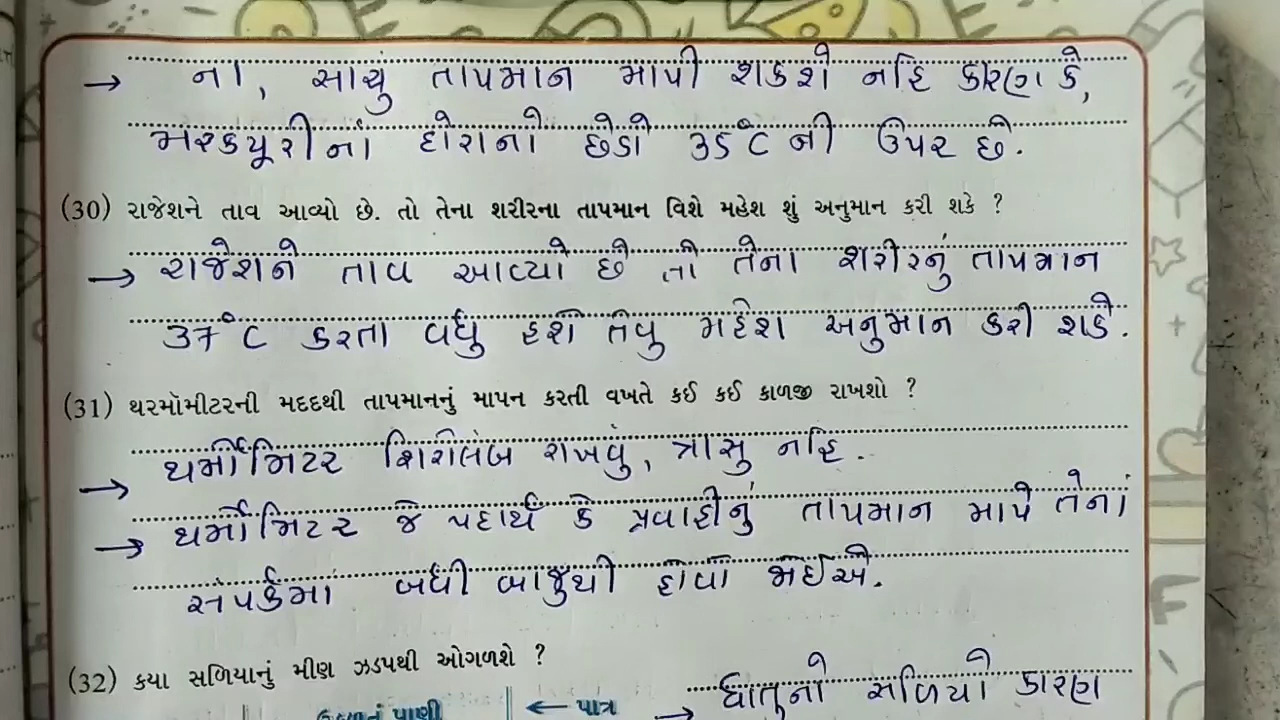 → ના, સાચુ તાપમાન માપી શકશે નહિ કારણ કે,
મરક્યૂરીનાં દોરાનો છેડો 35°C ની ઉપર છે.
(30) રાજેશને તાવ આવ્યો છે. તો તેના શરીરના તાપમાન વિશે મહેશ શું અનુમાન કરી શકે ?
→ રાજેશને તાવ આવ્યો છે તો તેના શરીરનું તાપમાન
37°C કરતા વધુ હશે તેવુ મહેશ અનુમાન કરી શકે.
(31) થરમૉમીટરની મદદથી તાપમાનનું માપન કરતી વખતે કઈ કઈ કાળજી રાખશો ?
→ થર્મોમિટર શિરોલંબ રાખવું, ત્રાસુ નહિ.
→ થર્મોમિટર જે પદાર્થ કે પ્રવાહીનું તાપમાન માપે તેનાં
સંપર્કમાં બધી બાજુથી હોવા જોઈએ.
(32) કયા સળિયાનું મીણ ઝડપથી ઓગળશે ?
→ ધાતુનો સળિયો કારણ
ઉકળતું પાણી ← પાત્ર